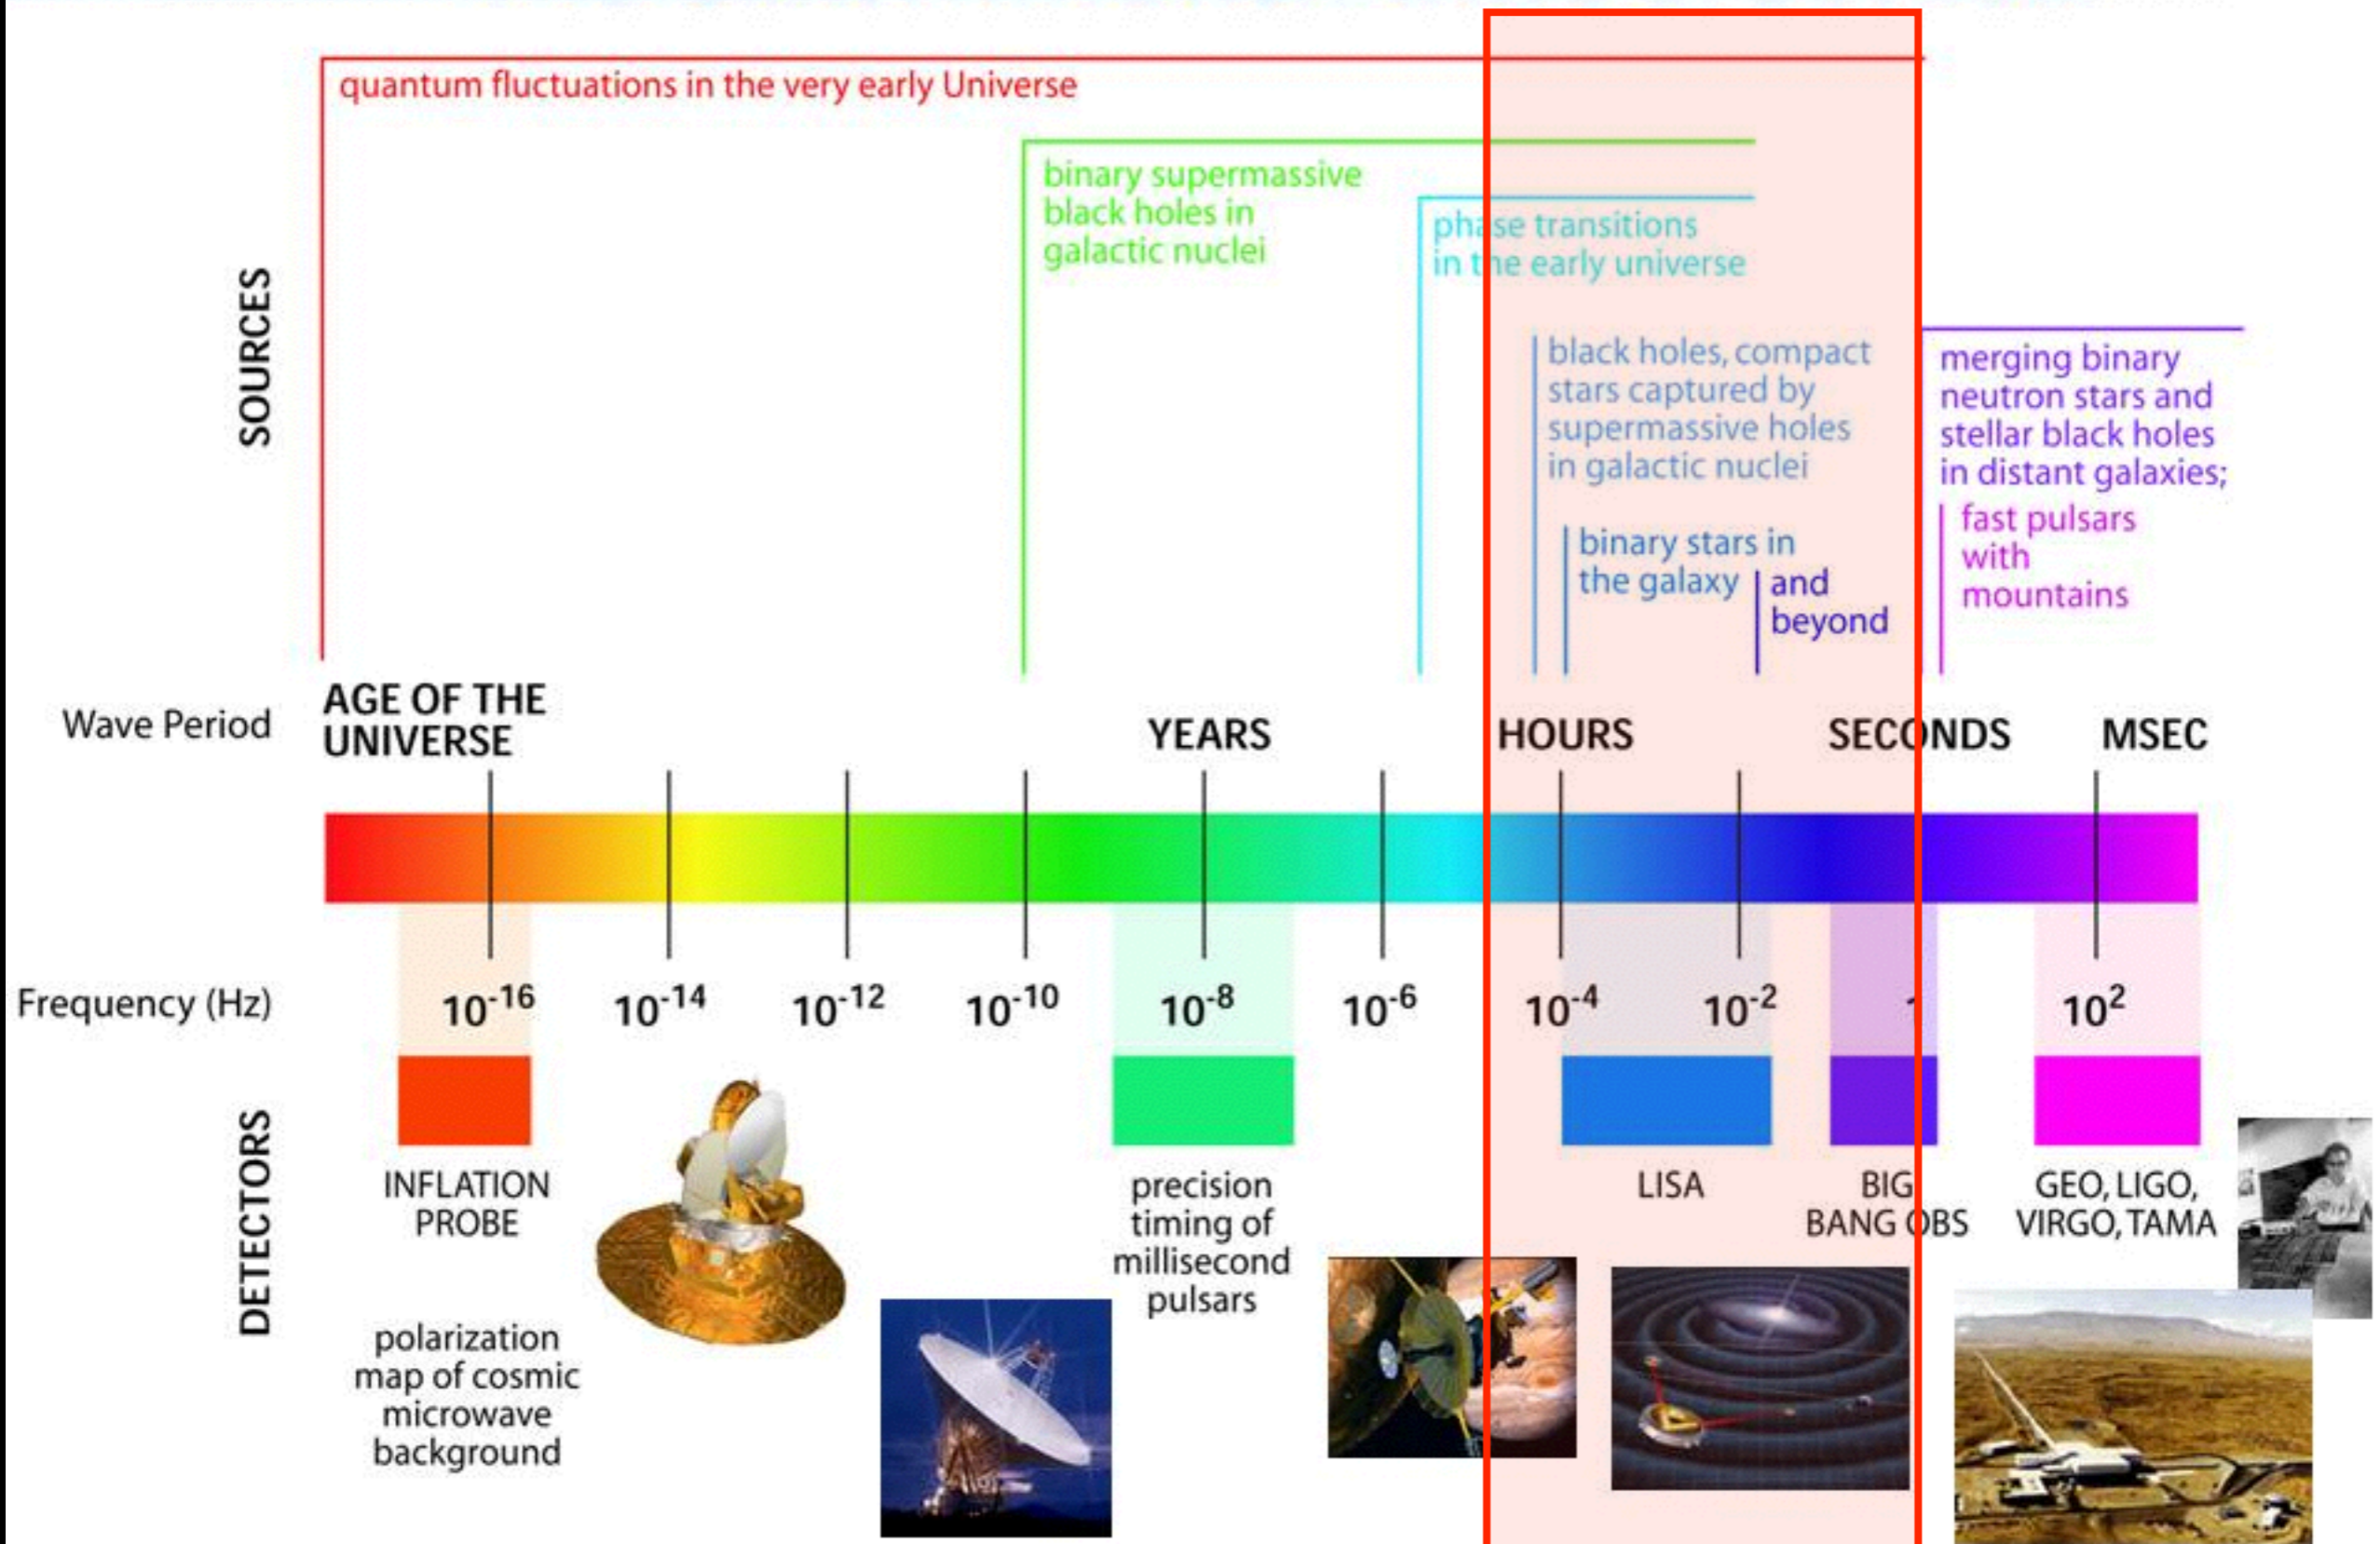 quantum fluctuations in the very early Universe
binary supermassive
black holes in
galactic nuclei
phase transitions
in the early universe
SOURCES
black holes, compact
stars captured by
supermassive holes
in galactic nuclei
merging binary
neutron stars and
stellar black holes
in distant galaxies;
fast pulsars
with
mountains
binary stars in
the galaxy
and
beyond
Wave Period
AGE OF THE
UNIVERSE
YEARS
HOURS
SECONDS
MSEC
Frequency (Hz)
10⁻¹⁶
10⁻¹⁴
10⁻¹²
10⁻¹⁰
10⁻⁸
10⁻⁶
10⁻⁴
10⁻²
1
10²
DETECTORS
INFLATION
PROBE
polarization
map of cosmic
microwave
background
precision
timing of
millisecond
pulsars
LISA
BIG
BANG OBS
GEO, LIGO,
VIRGO, TAMA